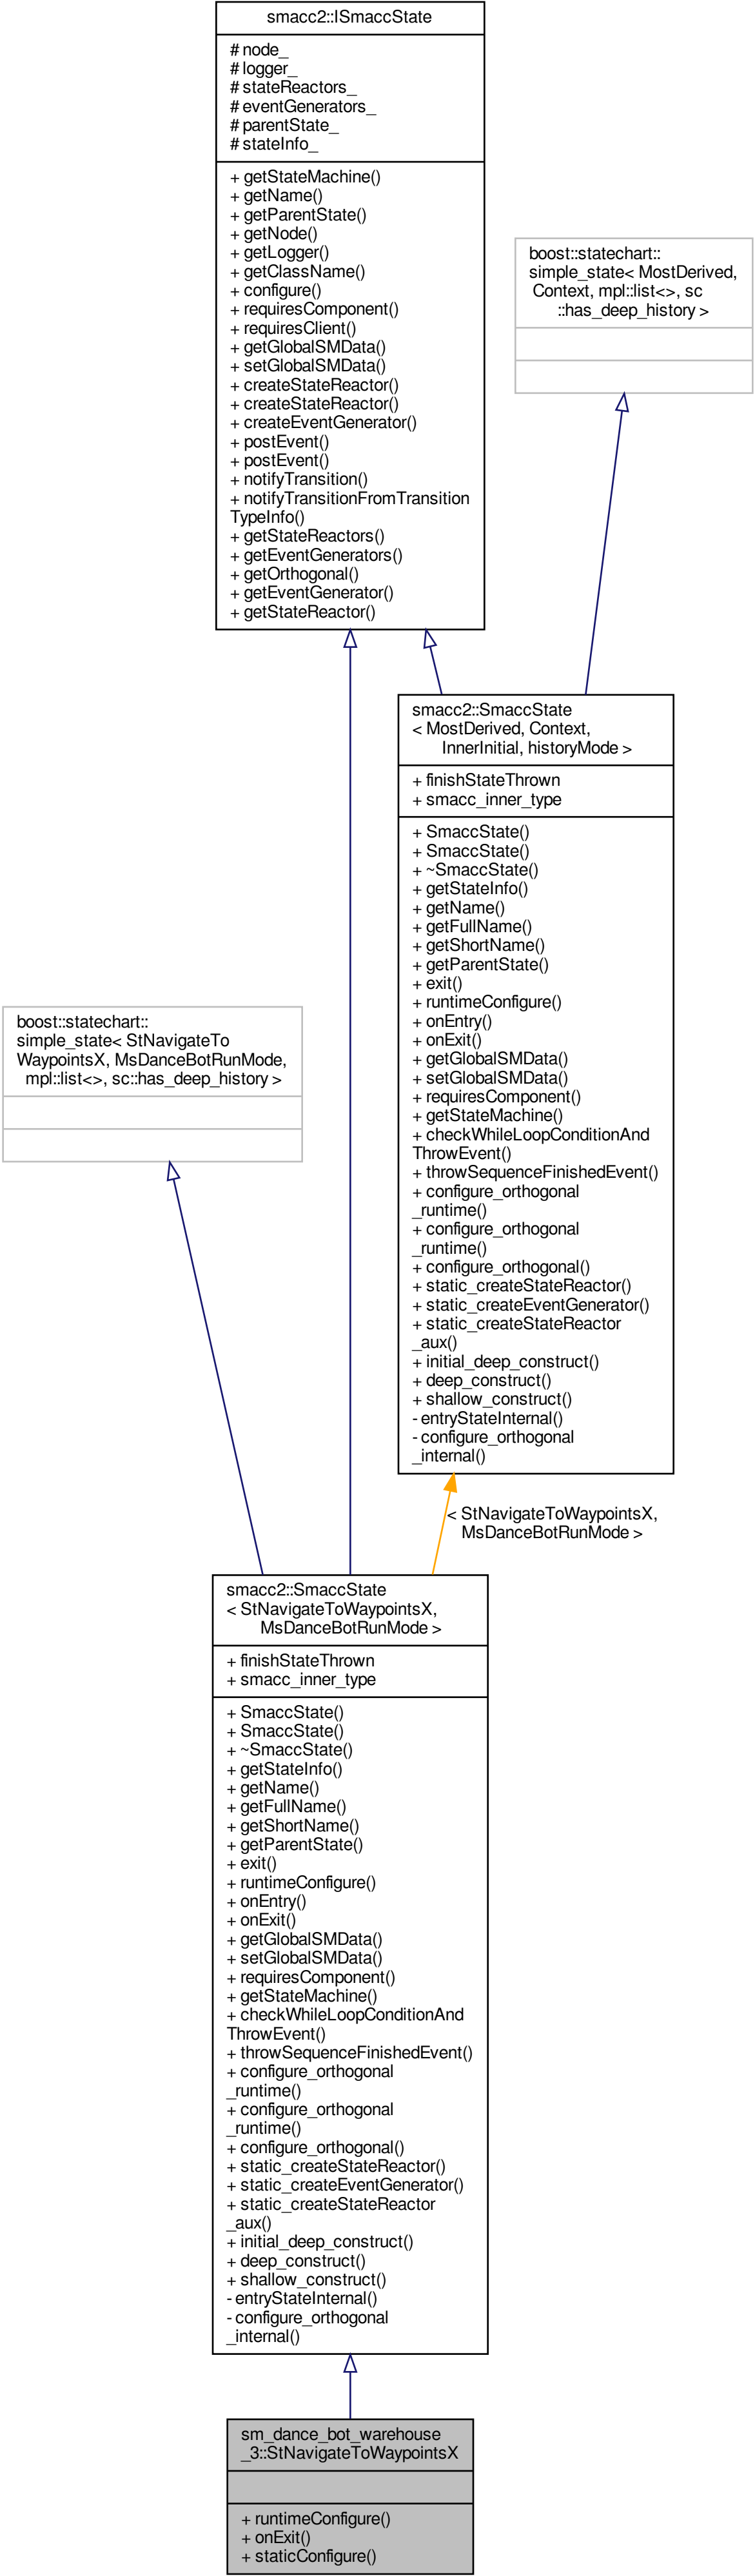 smacc2::ISmaccState
# node_
# logger_
# stateReactors_
# eventGenerators_
# parentState_
# stateInfo_
+ getStateMachine()
+ getName()
+ getParentState()
+ getNode()
+ getLogger()
+ getClassName()
+ configure()
+ requiresComponent()
+ requiresClient()
+ getGlobalSMData()
+ setGlobalSMData()
+ createStateReactor()
+ createStateReactor()
+ createEventGenerator()
+ postEvent()
+ postEvent()
+ notifyTransition()
+ notifyTransitionFromTransition
TypeInfo()
+ getStateReactors()
+ getEventGenerators()
+ getOrthogonal()
+ getEventGenerator()
+ getStateReactor()
boost::statechart::
simple_state< MostDerived,
Context, mpl::list<>, sc
::has_deep_history >
smacc2::SmaccState
< MostDerived, Context,
InnerInitial, historyMode >
+ finishStateThrown
+ smacc_inner_type
+ SmaccState()
+ SmaccState()
+ ~SmaccState()
+ getStateInfo()
+ getName()
+ getFullName()
+ getShortName()
+ getParentState()
+ exit()
+ runtimeConfigure()
+ onEntry()
+ onExit()
+ getGlobalSMData()
+ setGlobalSMData()
+ requiresComponent()
+ getStateMachine()
+ checkWhileLoopConditionAnd
ThrowEvent()
+ throwSequenceFinishedEvent()
+ configure_orthogonal
_runtime()
+ configure_orthogonal
_runtime()
+ configure_orthogonal()
+ static_createStateReactor()
+ static_createEventGenerator()
+ static_createStateReactor
_aux()
+ initial_deep_construct()
+ deep_construct()
+ shallow_construct()
- entryStateInternal()
- configure_orthogonal
_internal()
boost::statechart::
simple_state< StNavigateTo
WaypointsX, MsDanceBotRunMode,
mpl::list<>, sc::has_deep_history >
< StNavigateToWaypointsX,
MsDanceBotRunMode >
smacc2::SmaccState
< StNavigateToWaypointsX,
MsDanceBotRunMode >
+ finishStateThrown
+ smacc_inner_type
+ SmaccState()
+ SmaccState()
+ ~SmaccState()
+ getStateInfo()
+ getName()
+ getFullName()
+ getShortName()
+ getParentState()
+ exit()
+ runtimeConfigure()
+ onEntry()
+ onExit()
+ getGlobalSMData()
+ setGlobalSMData()
+ requiresComponent()
+ getStateMachine()
+ checkWhileLoopConditionAnd
ThrowEvent()
+ throwSequenceFinishedEvent()
+ configure_orthogonal
_runtime()
+ configure_orthogonal
_runtime()
+ configure_orthogonal()
+ static_createStateReactor()
+ static_createEventGenerator()
+ static_createStateReactor
_aux()
+ initial_deep_construct()
+ deep_construct()
+ shallow_construct()
- entryStateInternal()
- configure_orthogonal
_internal()
sm_dance_bot_warehouse
_3::StNavigateToWaypointsX
+ runtimeConfigure()
+ onExit()
+ staticConfigure()